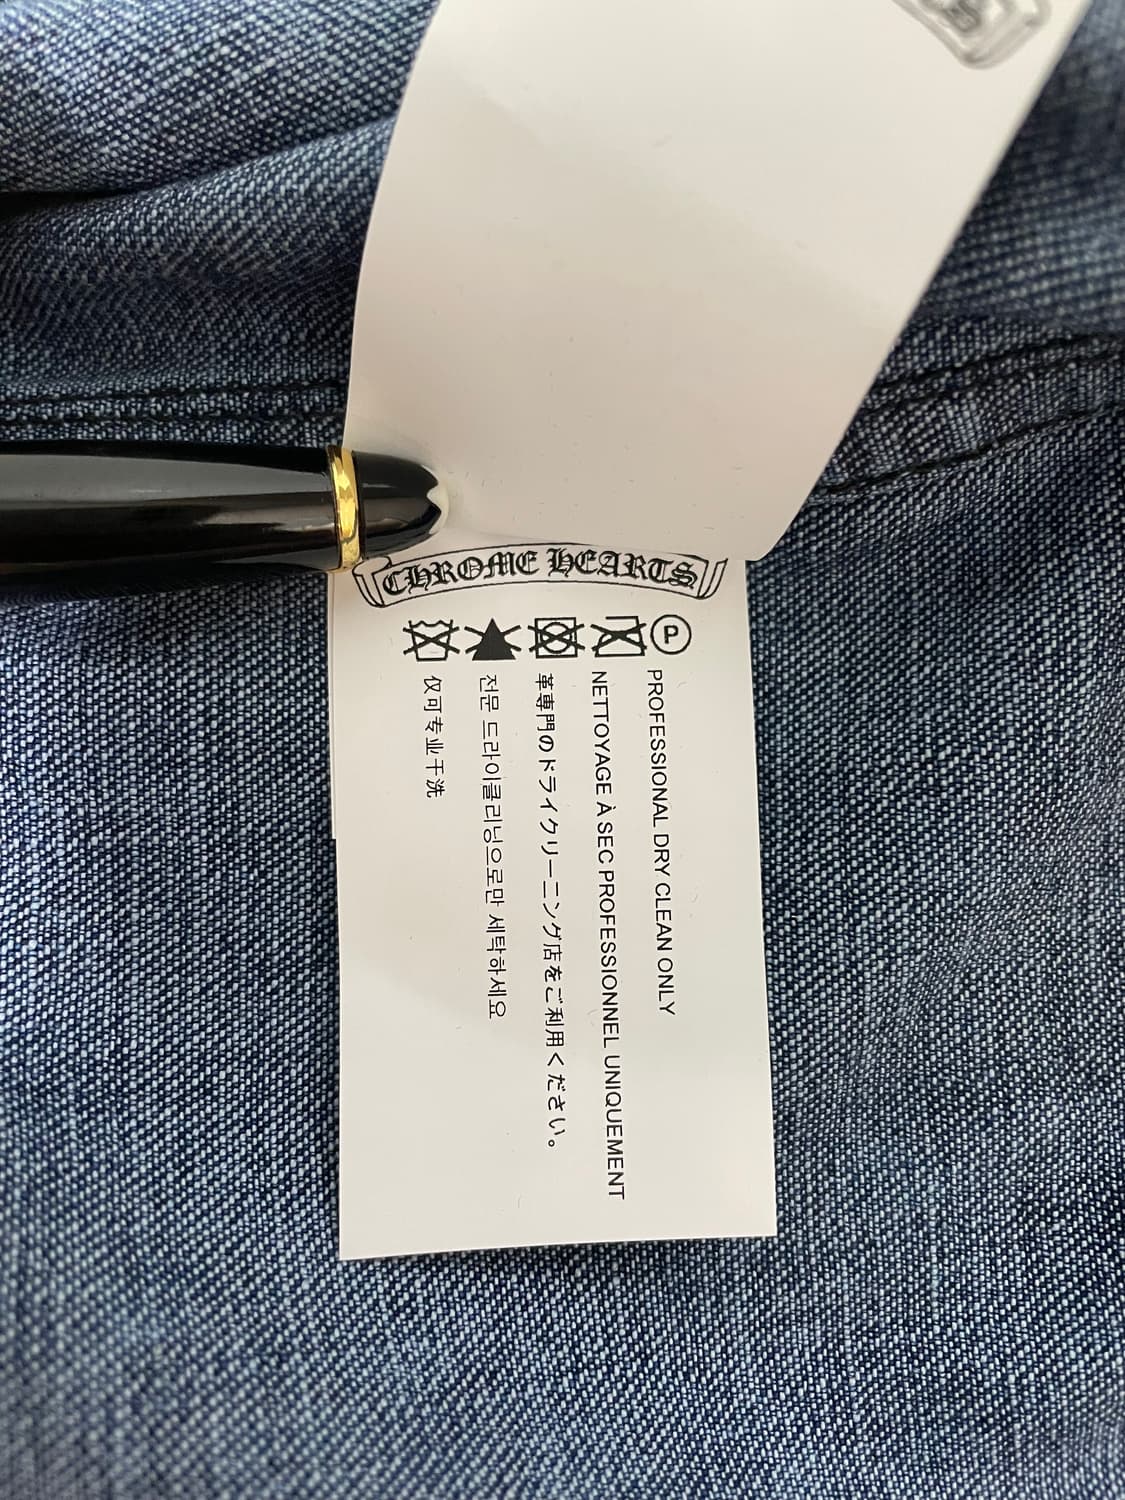 CHROME HEARTS
P
PROFESSIONAL DRY CLEAN ONLY
NETTOYAGE À SEC PROFESSIONNEL UNIQUEMENT
革専門のドライクリーニング店をご利用ください。
전문 드라이클리닝으로만 세탁하세요
仅可专业干洗